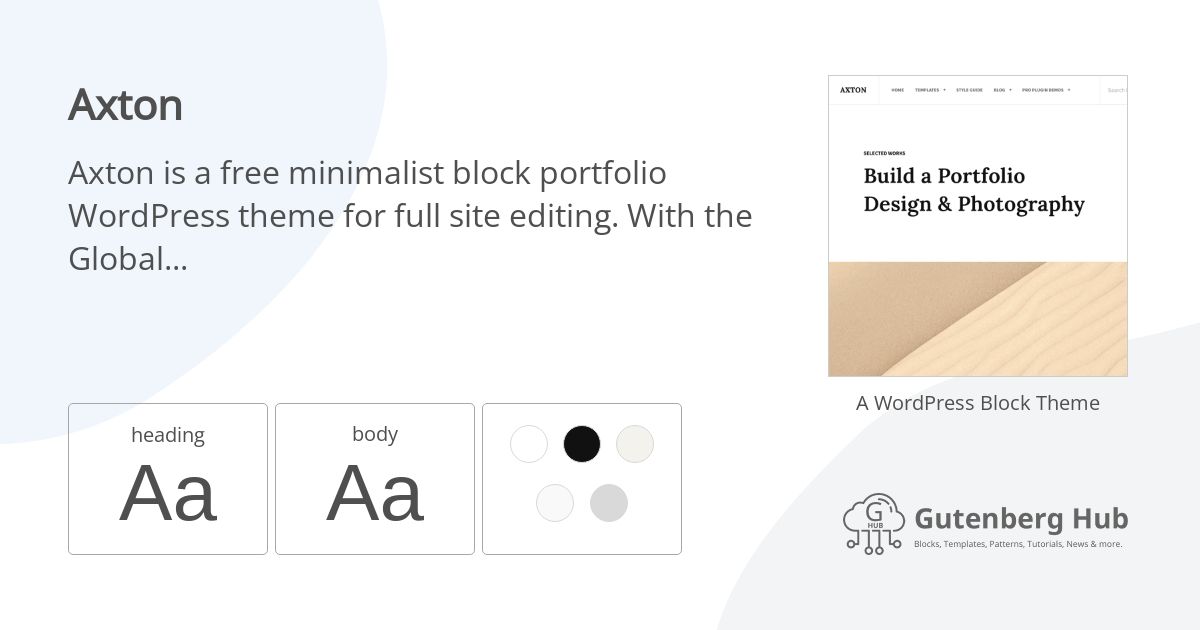 Axton
Axton is a free minimalist block portfolio
WordPress theme for full site editing. With the
Global...
heading
Aa
body
Aa
AXTON HOME TEMPLATES STYLE GUIDE BLOG PRO PLUGIN DEMOS Search
SELECTED WORKS
Build a Portfolio
Design & Photography
A WordPress Block Theme
G
HUB
Gutenberg Hub
Blocks, Templates, Patterns, Tutorials, News & more.